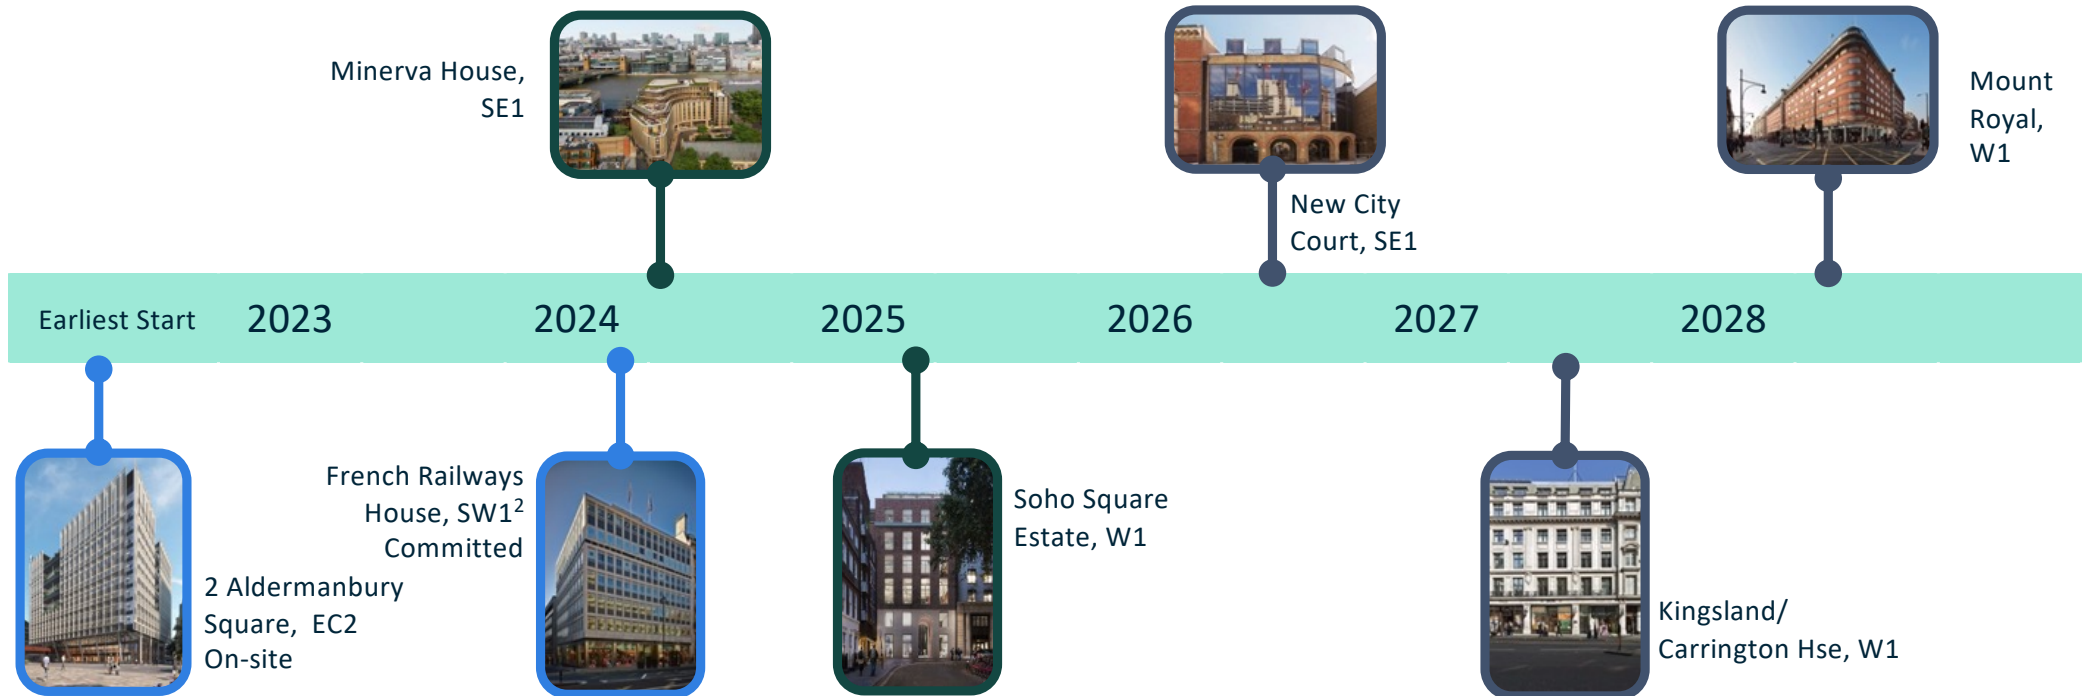 Minerva House,
SE1
New City
Court, SE1
Mount
Royal,
W1
Earliest Start 2023 2024 2025 2026 2027 2028
2 Aldermanbury
Square, EC2
On-site
French Railways
House, SW1²
Committed
Soho Square
Estate, W1
Kingsland/
Carrington Hse, W1